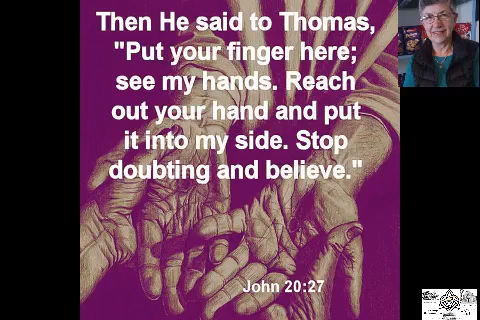 Then He said to Thomas,
"Put your finger here;
see my hands. Reach
out your hand and put
it into my side. Stop
doubting and believe."
John 20:27